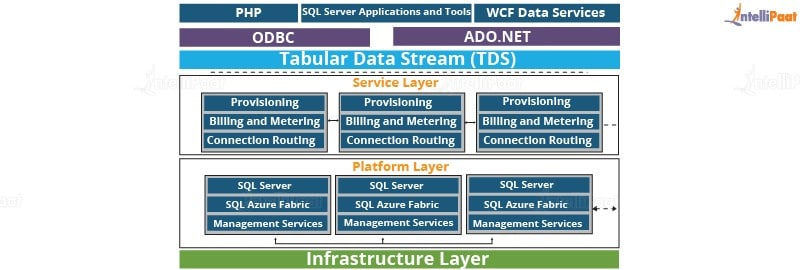 PHP
SQL Server Applications and Tools
WCF Data Services
IntelliPaat
ODBC
ADO.NET
Tabular Data Stream (TDS)
Service Layer
Provisioning
Provisioning
Provisioning
Billing and Metering
Billing and Metering
Billing and Metering
Connection Routing
Connection Routing
Connection Routing
Platform Layer
SQL Server
SQL Server
SQL Server
SQL Azure Fabric
SQL Azure Fabric
SQL Azure Fabric
Management Services
Management Services
Management Services
Infrastructure Layer